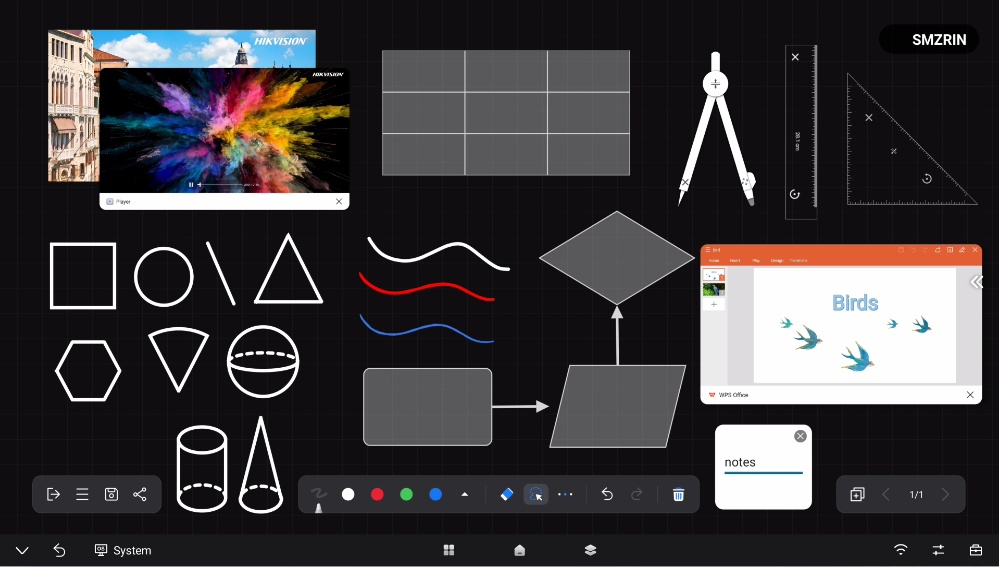 SMZRIN
HIKVISION
HIKVISION
Player
Birds
WPS Office
notes
1/1
System